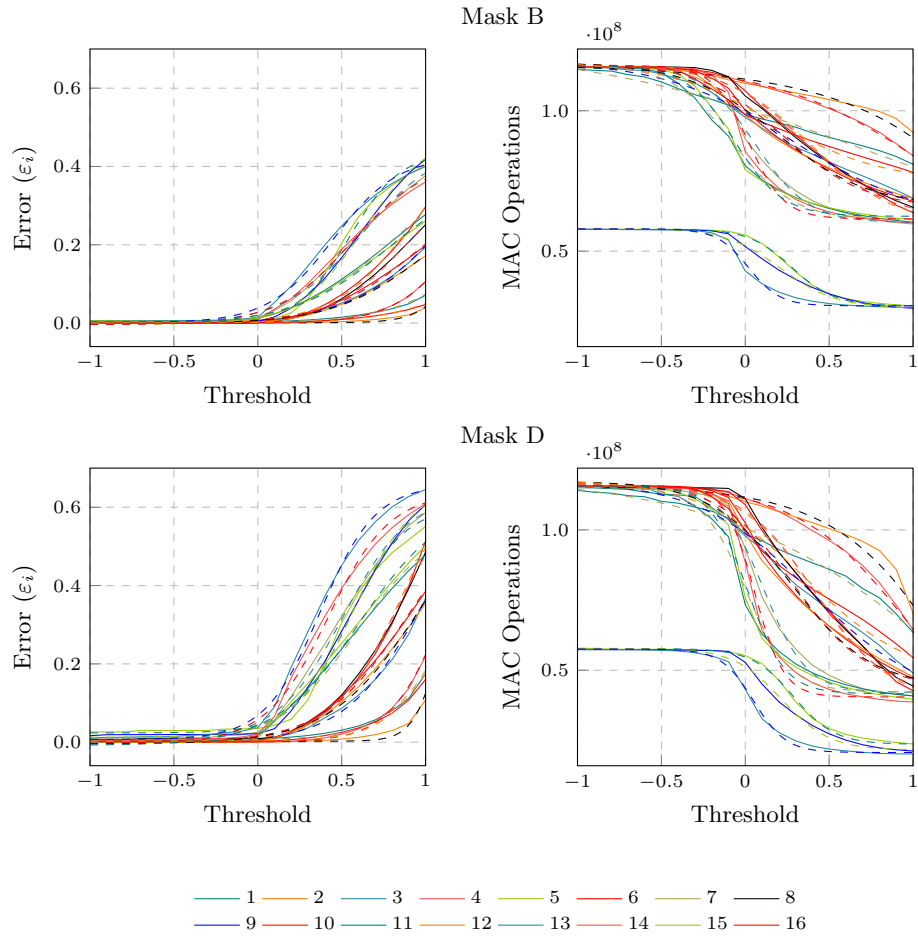 Mask B
·10⁸
0.6
0.4
0.2
0.0
Error (εᵢ)
−1 −0.5 0 0.5 1
Threshold
1.0
0.5
MAC Operations
−1 −0.5 0 0.5 1
Threshold
Mask D
·10⁸
0.6
0.4
0.2
0.0
Error (εᵢ)
−1 −0.5 0 0.5 1
Threshold
1.0
0.5
MAC Operations
−1 −0.5 0 0.5 1
Threshold
1 2 3 4 5 6 7 8
9 10 11 12 13 14 15 16